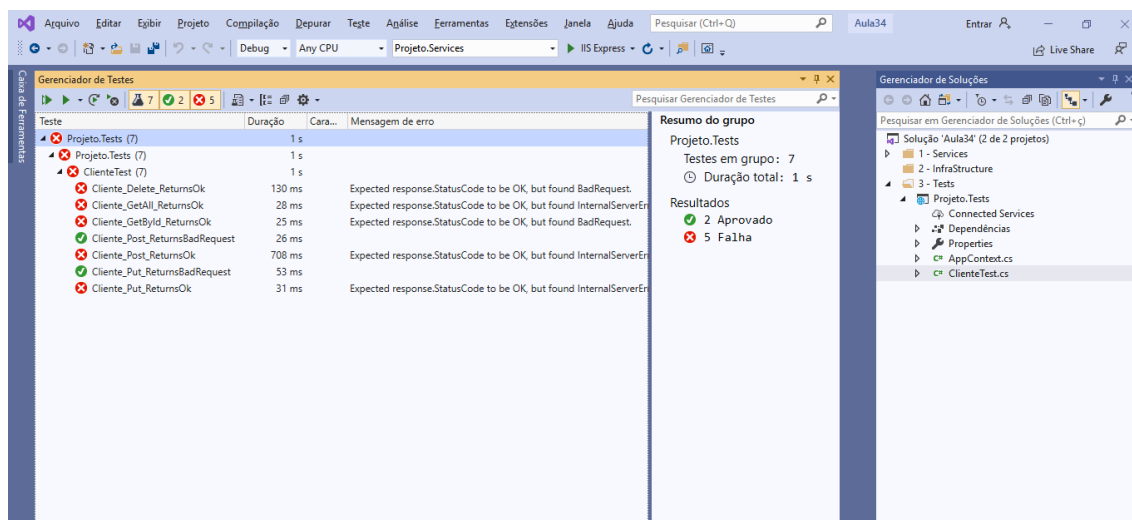 Arquivo Editar Exibir Projeto Compilação Depurar Teste Análise Ferramentas Extensões Janela Ajuda Pesquisar (Ctrl+Q) Aula34 Entrar
Debug Any CPU Projeto.Services IIS Express Live Share
Caixa de Ferramentas
Gerenciador de Testes
7 2 5 Pesquisar Gerenciador de Testes
Teste Duração Cara... Mensagem de erro
Projeto.Tests (7) 1 s
Projeto.Tests (7) 1 s
ClienteTest (7) 1 s
Cliente_Delete_ReturnsOk 130 ms Expected response.StatusCode to be OK, but found BadRequest.
Cliente_GetAll_ReturnsOk 28 ms Expected response.StatusCode to be OK, but found InternalServerEr
Cliente_GetById_ReturnsOk 25 ms Expected response.StatusCode to be OK, but found BadRequest.
Cliente_Post_ReturnsBadRequest 26 ms
Cliente_Post_ReturnsOk 708 ms Expected response.StatusCode to be OK, but found InternalServerEr
Cliente_Put_ReturnsBadRequest 53 ms
Cliente_Put_ReturnsOk 31 ms Expected response.StatusCode to be OK, but found InternalServerEr
Resumo do grupo
Projeto.Tests
Testes em grupo: 7
Duração total: 1 s
Resultados
2 Aprovado
5 Falha
Gerenciador de Soluções
Pesquisar em Gerenciador de Soluções (Ctrl+ç)
Solução 'Aula34' (2 de 2 projetos)
1 - Services
2 - InfraStructure
3 - Tests
Projeto.Tests
Connected Services
Dependências
Properties
C# AppContext.cs
C# ClienteTest.cs